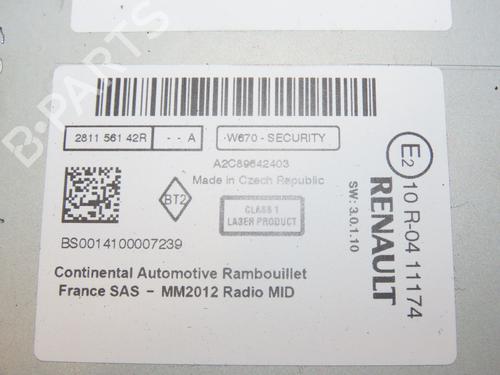 2811 561 42R - - A W670 - SECURITY
A2C89642403
Made in Czech Republic
BT2
CLASS 1
LASER PRODUCT
BS0014100007239
Continental Automotive Rambouillet
France SAS - MM2012 Radio MID
E2
10 R-04 11174
RENAULT
SW: 3.0.1.10
B-PARTS